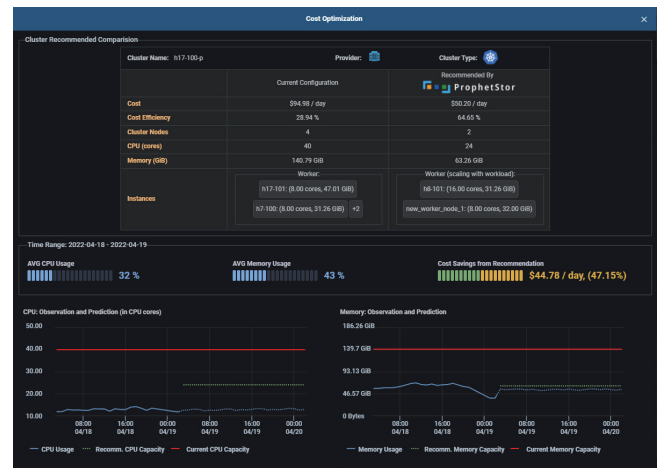 Cost Optimization ×
Cluster Recommended Comparision
Cluster Name: h17-100-p Provider: Cluster Type:
Current Configuration
Recommended By
ProphetStor
Cost $94.98 / day $50.20 / day
Cost Efficiency 28.94 % 64.65 %
Cluster Nodes 4 2
CPU (cores) 40 24
Memory (GiB) 140.79 GiB 63.26 GiB
Instances
Worker:
h17-101: (8.00 cores, 47.01 GiB)
h7-100: (8.00 cores, 31.26 GiB) +2
Worker (scaling with workload):
h8-101: (16.00 cores, 31.26 GiB)
new_worker_node_1: (8.00 cores, 32.00 GiB)
Time Range: 2022-04-18 - 2022-04-19
AVG CPU Usage
32 %
AVG Memory Usage
43 %
Cost Savings from Recommendation
$44.78 / day, (47.15%)
CPU: Observation and Prediction (in CPU cores)
50.00
40.00
30.00
20.00
10.00
08:00 16:00 00:00 08:00 16:00 00:00
04/18 04/18 04/19 04/19 04/19 04/20
CPU Usage Recomm. CPU Capacity Current CPU Capacity
Memory: Observation and Prediction
186.26 GiB
139.7 GiB
93.13 GiB
46.57 GiB
0 Bytes
08:00 16:00 00:00 08:00 16:00 00:00
04/18 04/18 04/19 04/19 04/19 04/20
Memory Usage Recomm. Memory Capacity Current Memory Capacity